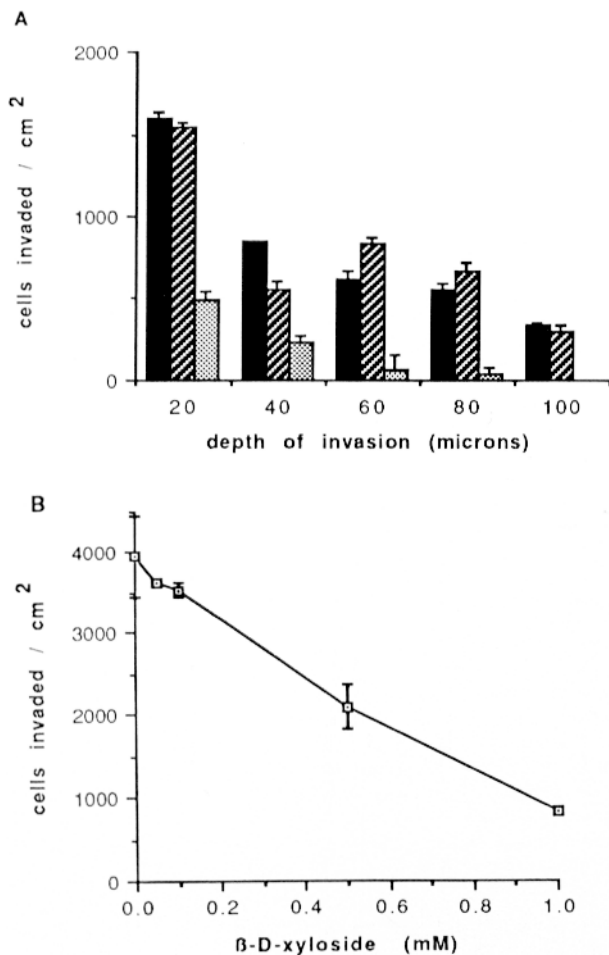 A
2000
1000
0
cells invaded / cm 2
20 40 60 80 100
depth of invasion (microns)
B
4000
3000
2000
1000
0
cells invaded / cm 2
0.0 0.2 0.4 0.6 0.8 1.0
ß-D-xyloside (mM)